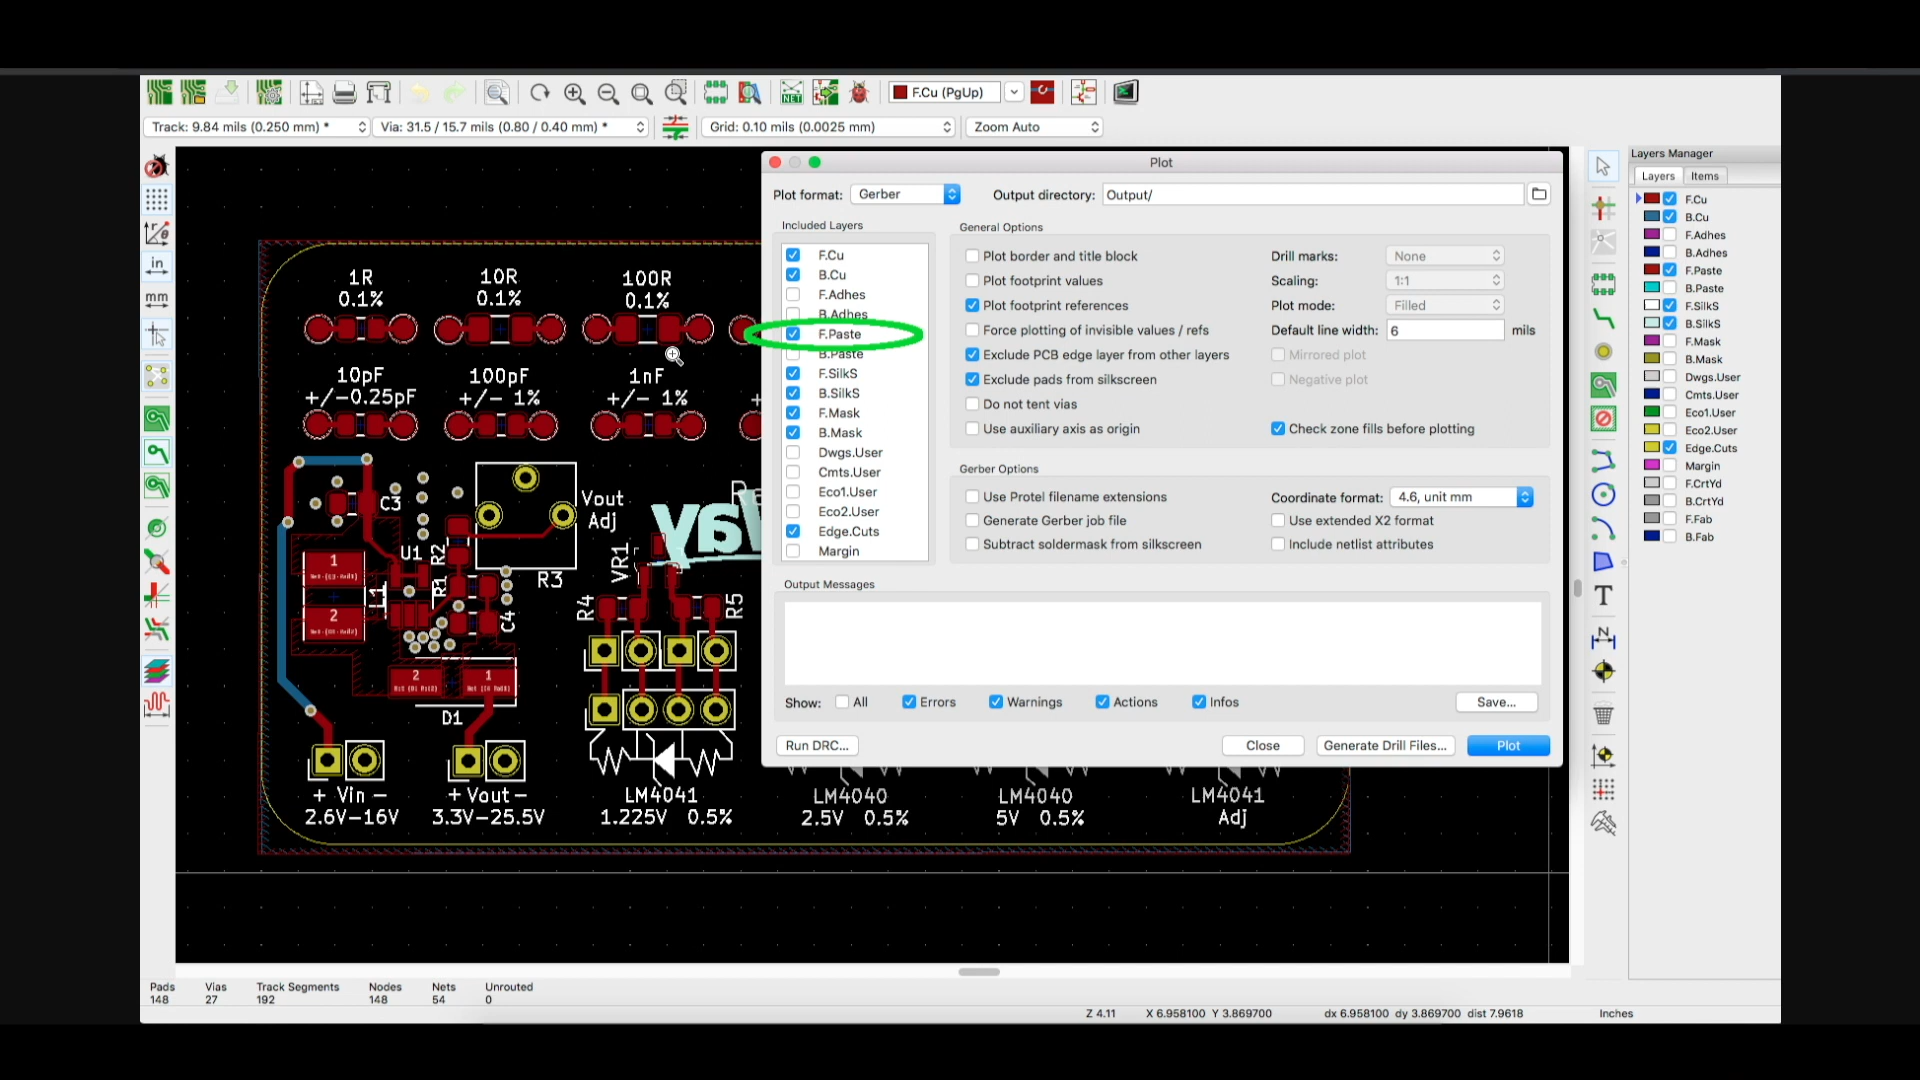 F.Cu (PgUp)
Track: 9.84 mils (0.250 mm) *
Via: 31.5 / 15.7 mils (0.80 / 0.40 mm) *
Grid: 0.10 mils (0.0025 mm)
Zoom Auto
NET
in
mm
Plot
Plot format:
Gerber
Output directory:
Output/
Included Layers
F.Cu
B.Cu
F.Adhes
B.Adhes
F.Paste
B.Paste
F.SilkS
B.SilkS
F.Mask
B.Mask
Dwgs.User
Cmts.User
Eco1.User
Eco2.User
Edge.Cuts
Margin
General Options
Plot border and title block
Plot footprint values
Plot footprint references
Force plotting of invisible values / refs
Exclude PCB edge layer from other layers
Exclude pads from silkscreen
Do not tent vias
Use auxiliary axis as origin
Drill marks:
None
Scaling:
1:1
Plot mode:
Filled
Default line width:
6
mils
Mirrored plot
Negative plot
Check zone fills before plotting
Gerber Options
Use Protel filename extensions
Generate Gerber job file
Subtract soldermask from silkscreen
Coordinate format:
4.6, unit mm
Use extended X2 format
Include netlist attributes
Output Messages
Show:
All
Errors
Warnings
Actions
Infos
Save...
Run DRC...
Close
Generate Drill Files...
Plot
Layers Manager
Layers
Items
F.Cu
B.Cu
F.Adhes
B.Adhes
F.Paste
B.Paste
F.SilkS
B.SilkS
F.Mask
B.Mask
Dwgs.User
Cmts.User
Eco1.User
Eco2.User
Edge.Cuts
Margin
F.CrtYd
B.CrtYd
F.Fab
B.Fab
1R
0.1%
10R
0.1%
100R
0.1%
10pF
+/-0.25pF
100pF
+/- 1%
1nF
+/- 1%
C3
Vout
Adj
U1
R2
R1
L1
R3
VR1
R4
R5
C4
1
2
2
1
D1
+ Vin -
2.6V-16V
+ Vout -
3.3V-25.5V
LM4041
1.225V 0.5%
LM4040
2.5V 0.5%
LM4040
5V 0.5%
LM4041
Adj
Pads
148
Vias
27
Track Segments
192
Nodes
148
Nets
54
Unrouted
0
Z 4.11
X 6.958100 Y 3.869700
dx 6.958100 dy 3.869700 dist 7.9618
Inches